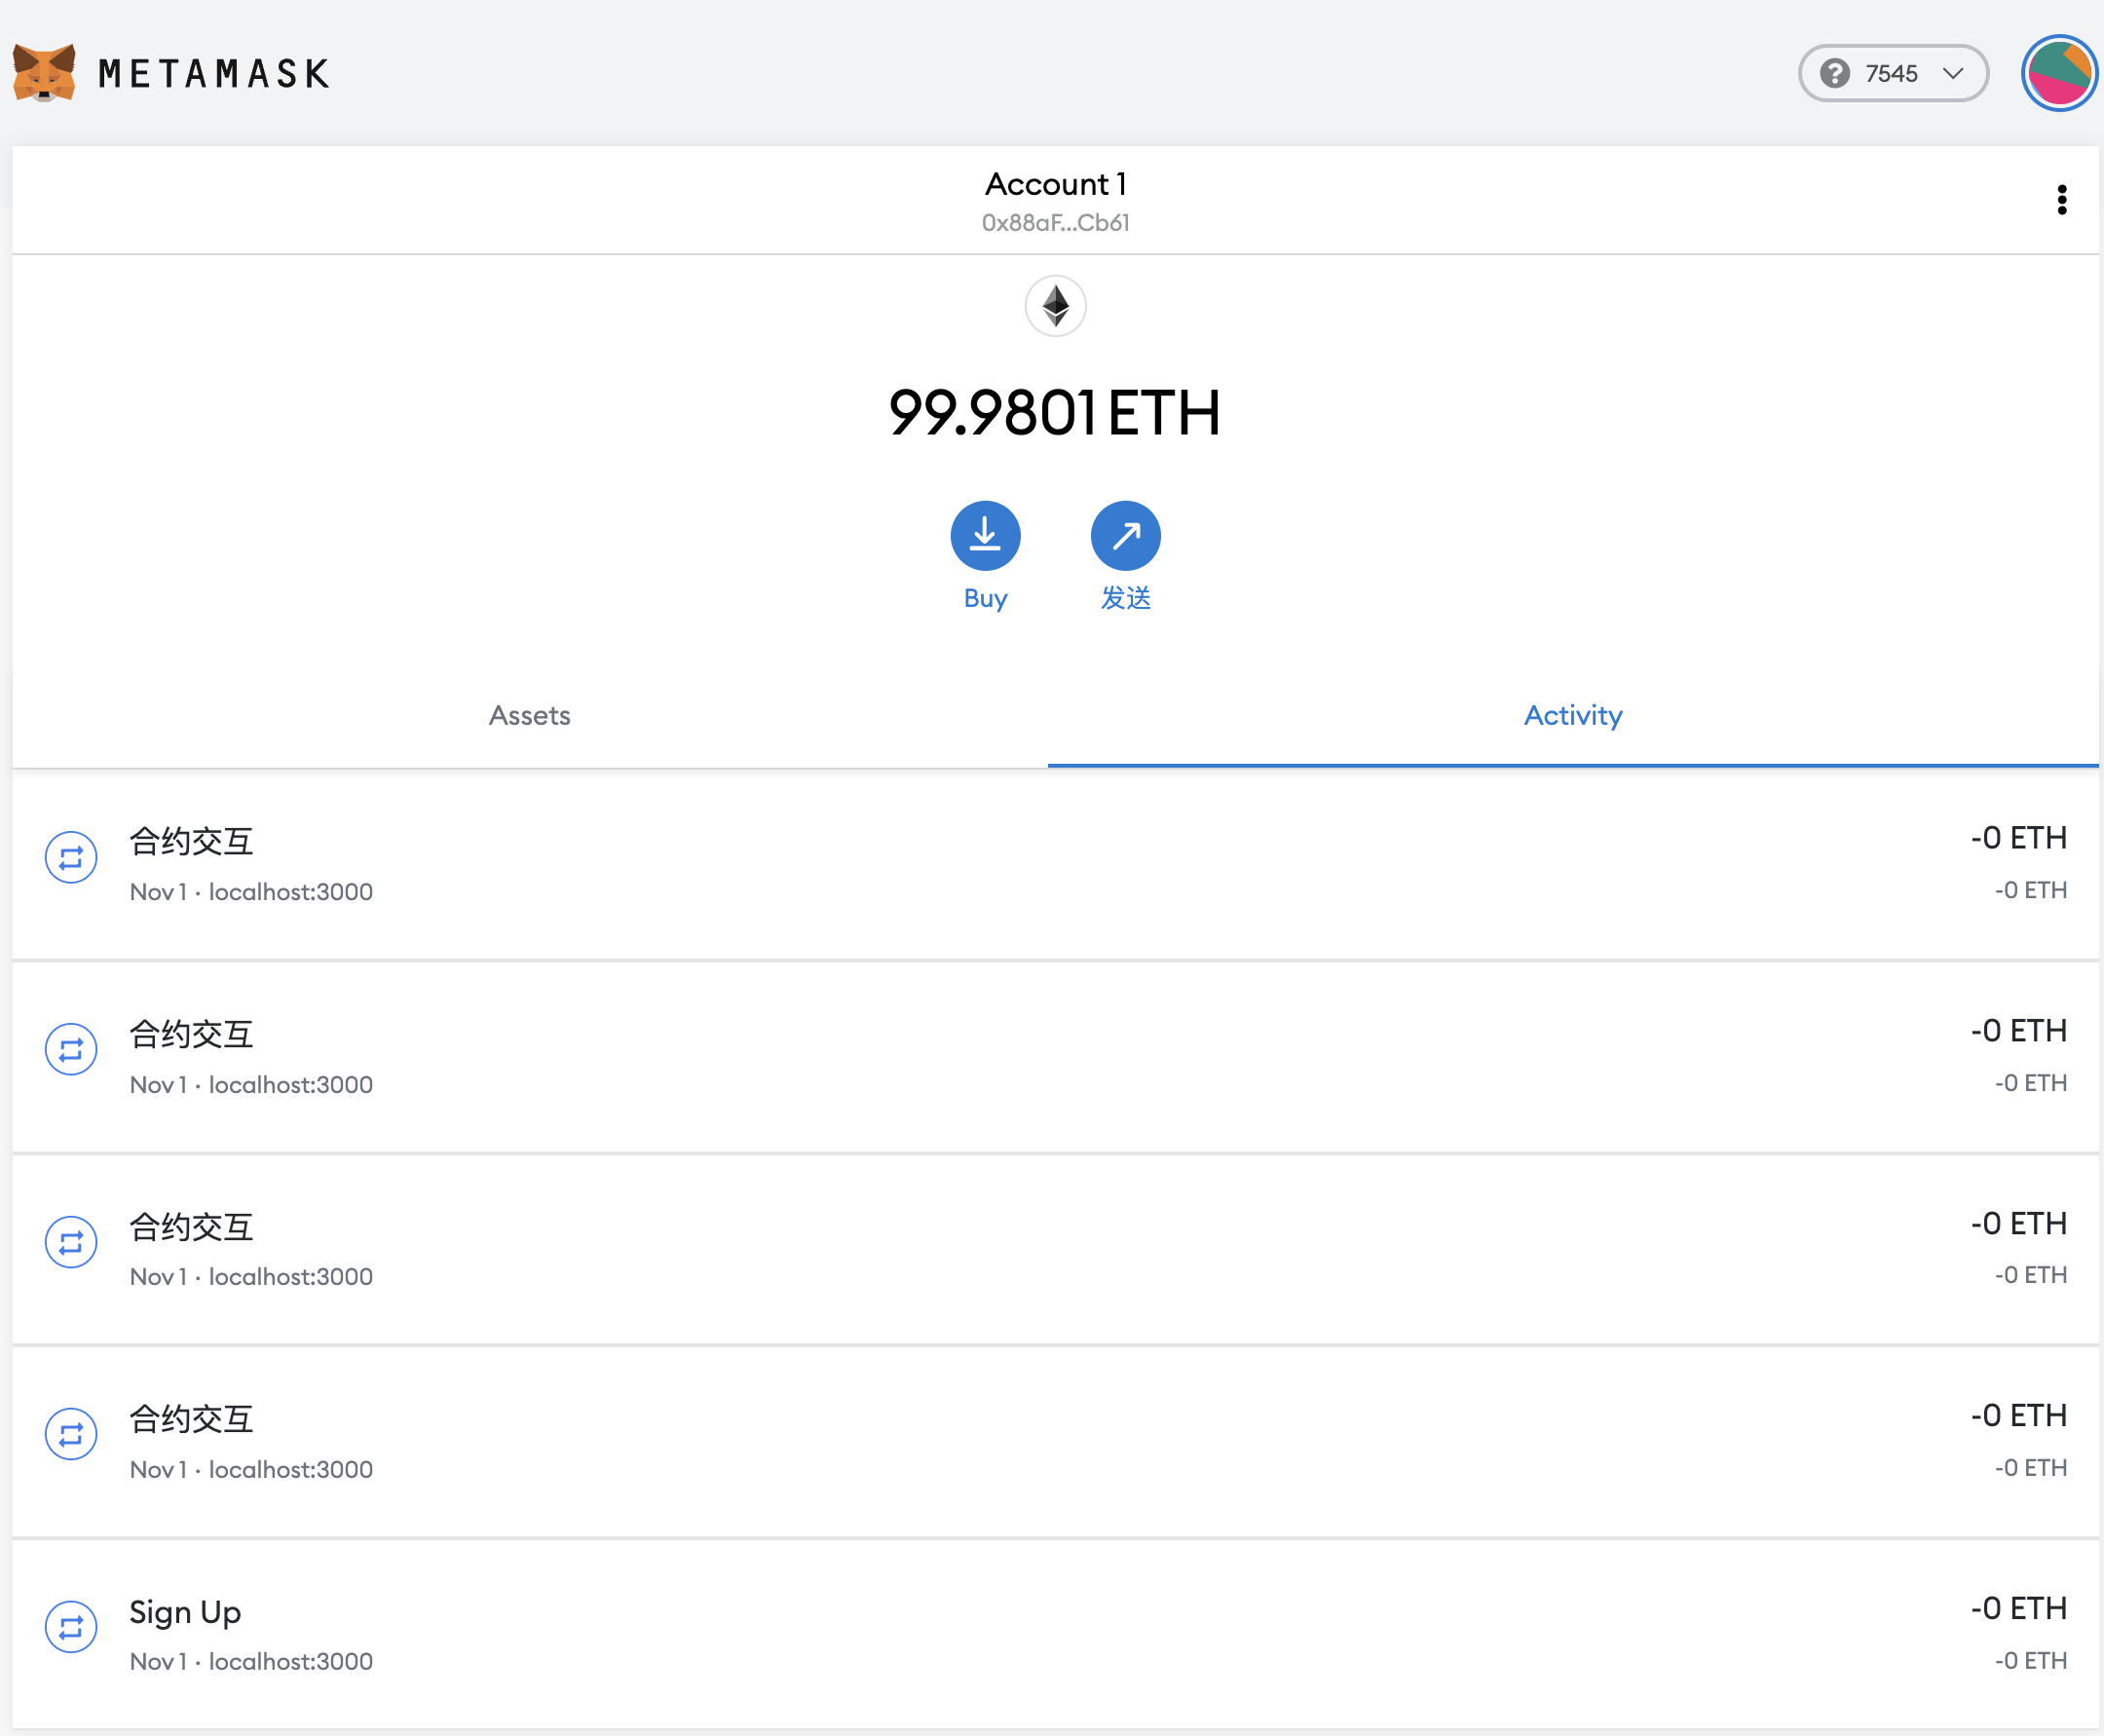 METAMASK
? 7545
Account 1
0x88aF...Cb61
99.9801 ETH
Buy 发送
Assets Activity
合约交互 -0 ETH
Nov 1 · localhost:3000 -0 ETH
合约交互 -0 ETH
Nov 1 · localhost:3000 -0 ETH
合约交互 -0 ETH
Nov 1 · localhost:3000 -0 ETH
合约交互 -0 ETH
Nov 1 · localhost:3000 -0 ETH
Sign Up -0 ETH
Nov 1 · localhost:3000 -0 ETH